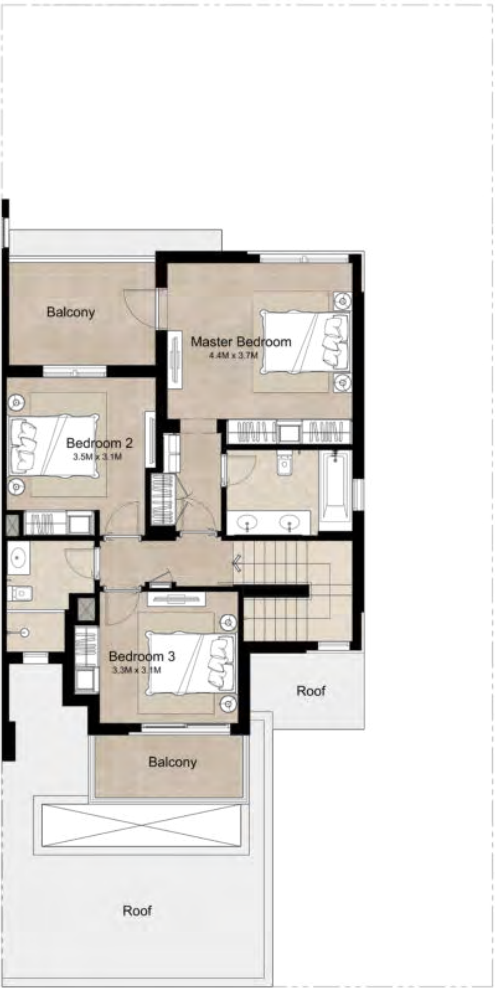 Balcony
Master Bedroom
4.4M x 3.7M
Bedroom 2
3.5M x 3.1M
Bedroom 3
3.3M x 3.1M
Roof
Balcony
Roof